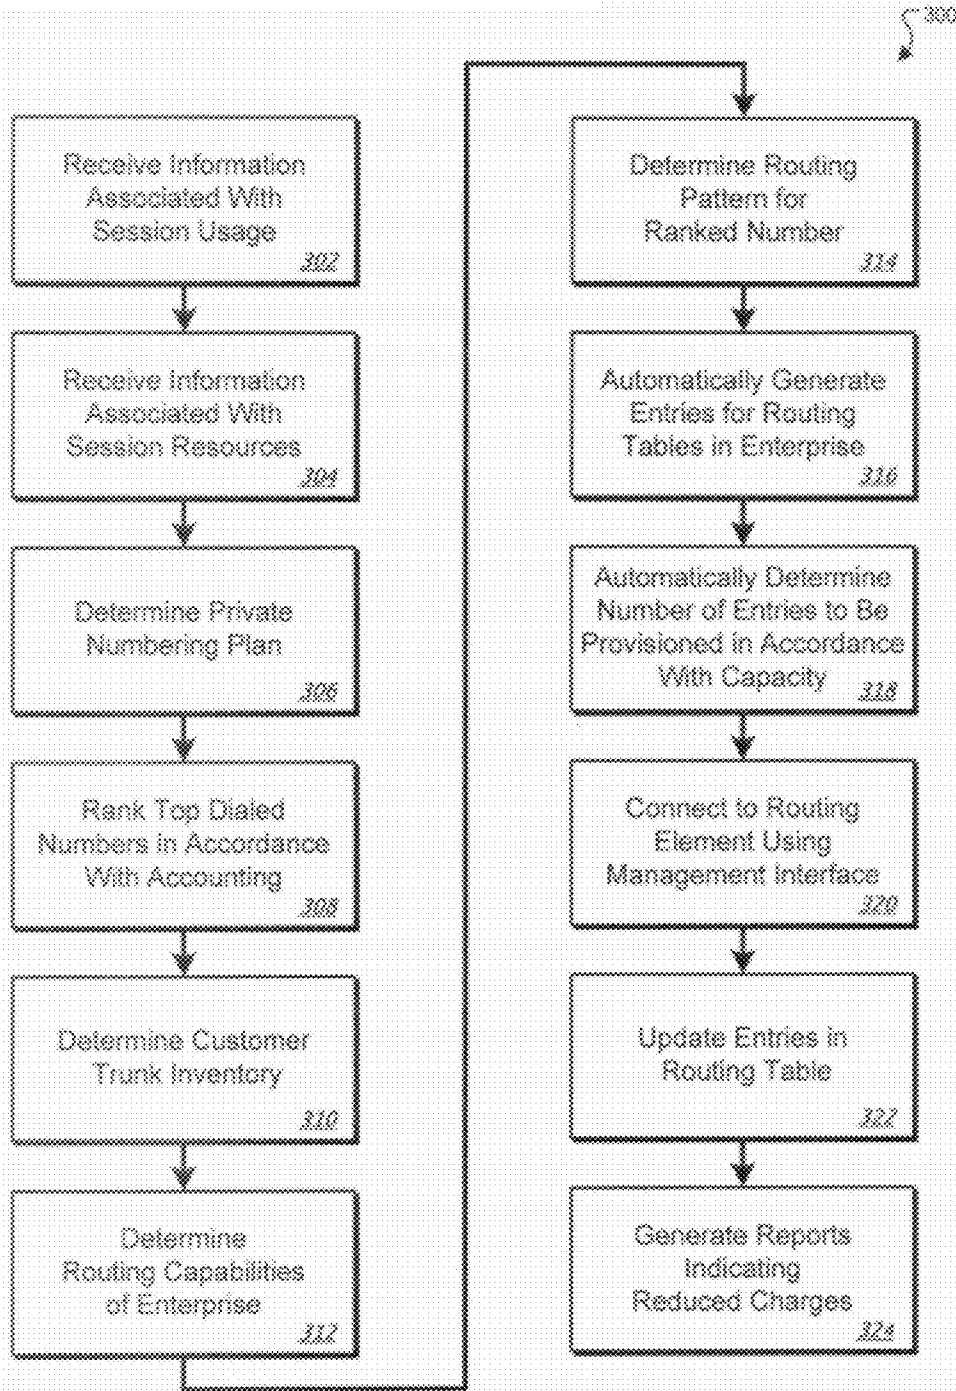 300
Receive Information
Associated With
Session Usage
302
Receive Information
Associated With
Session Resources
304
Determine Private
Numbering Plan
306
Rank Top Dialed
Numbers in Accordance
With Accounting
308
Determine Customer
Trunk Inventory
310
Determine
Routing Capabilities
of Enterprise
312
Determine Routing
Pattern for
Ranked Number
314
Automatically Generate
Entries for Routing
Tables in Enterprise
316
Automatically Determine
Number of Entries to Be
Provisioned in Accordance
With Capacity
318
Connect to Routing
Element Using
Management Interface
320
Update Entries in
Routing Table
322
Generate Reports
Indicating
Reduced Charges
324